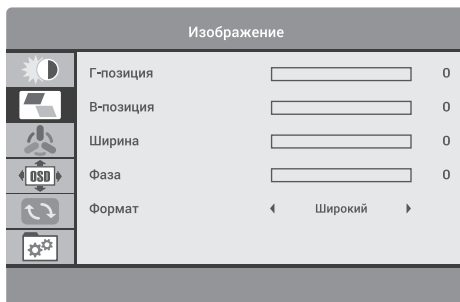 Изображение
Г-позиция 0
В-позиция 0
Ширина 0
Фаза 0
Формат Широкий
OSD